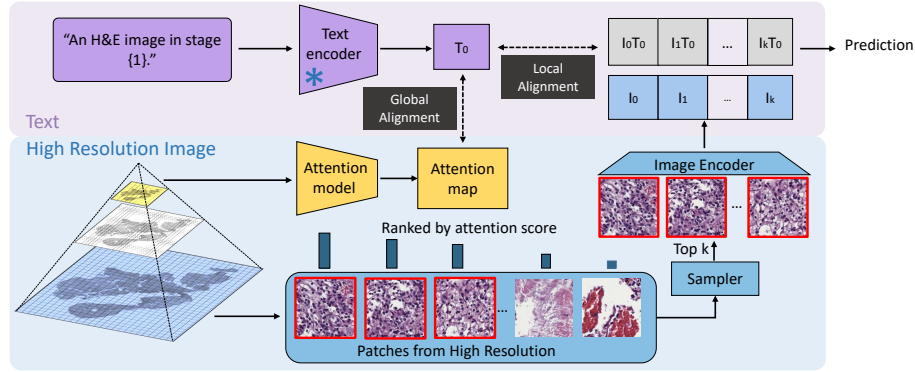 "An H&E image in stage
{1}."
Text
encoder
T₀
I₀T₀
I₁T₀
...
IₖT₀
Prediction
Global
Alignment
Local
Alignment
I₀
I₁
...
Iₖ
Text
High Resolution Image
Attention
model
Attention
map
Image Encoder
...
Ranked by attention score
Top k
Sampler
...
Patches from High Resolution